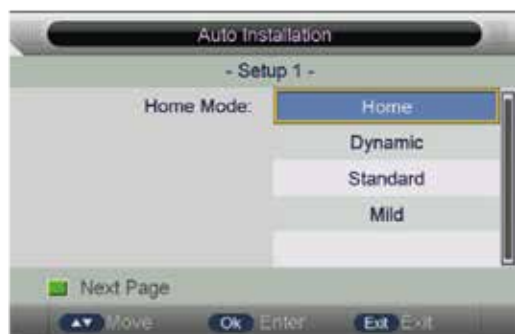 Auto Installation
- Setup 1 -
Home Mode: Home
Dynamic
Standard
Mild
Next Page
Move Ok Enter Exit Exit